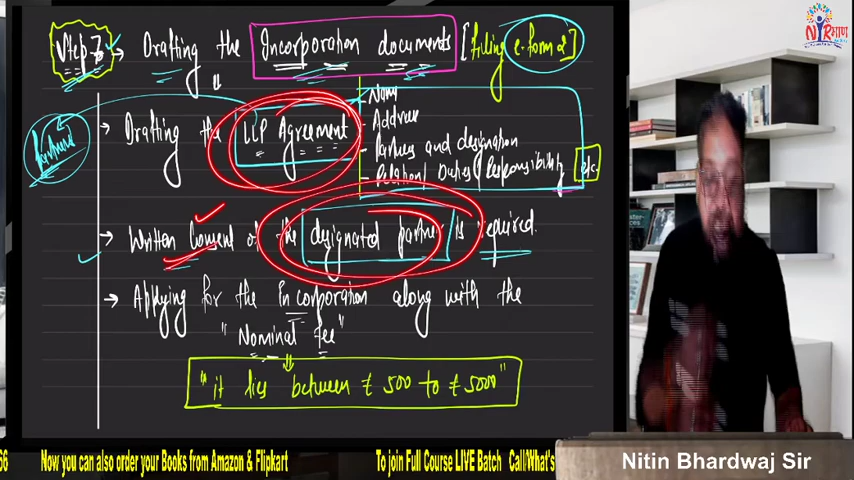 Step 3 → Drafting the Incorporation documents [filing e-form 2]
निर्माण
→ Drafting the LLP Agreement
- Name
- Address
- Partners and designation
- Relation/ Duties/ Responsibility etc.
→ Written Consent of the designated partner is required.
→ Applying for the Incorporation along with the
"Nominal fee"
"it lies between ₹ 500 to ₹ 5000"
56 Now you can also order your Books from Amazon & Flipkart To join Full Course LIVE Batch Call/What's
Nitin Bhardwaj Sir